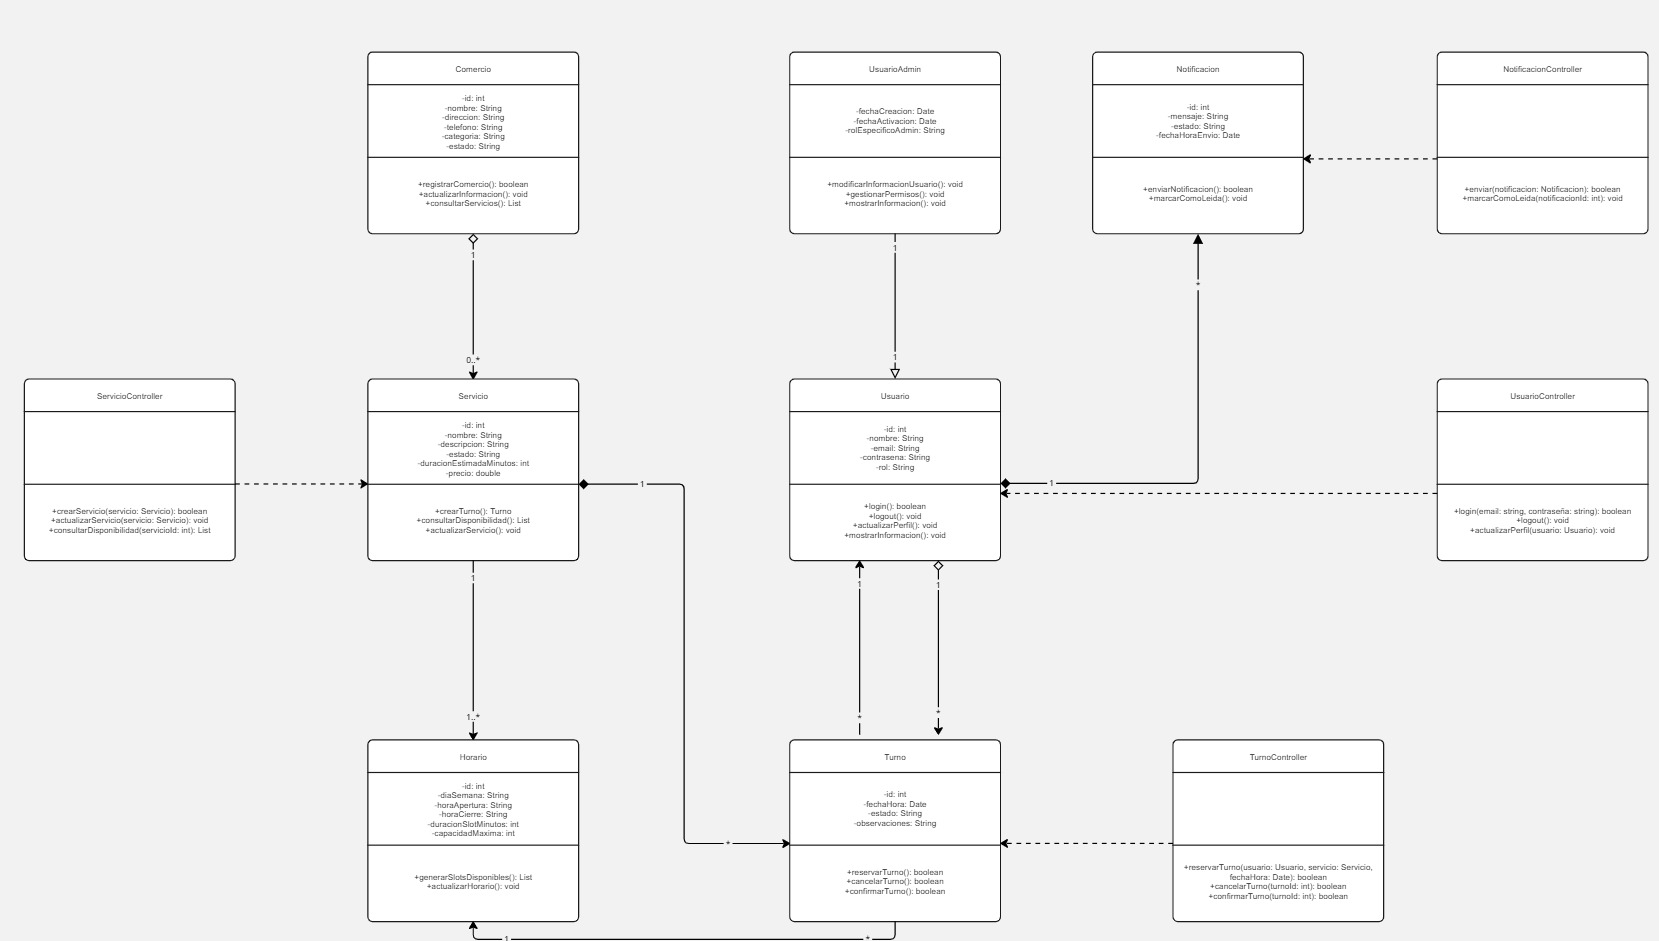 Comercio
-id: int
-nombre: String
-direccion: String
-telefono: String
-categoria: String
-estado: String
+registrarComercio(): boolean
+actualizarInformacion(): void
+consultarServicios(): List
UsuarioAdmin
-fechaCreacion: Date
-fechaActivacion: Date
-rolEspecificoAdmin: String
+modificarInformacionUsuario(): void
+gestionarPermisos(): void
+mostrarInformacion(): void
Notificacion
-id: int
-mensaje: String
-estado: String
-fechaHoraEnvio: Date
+enviarNotificacion(): boolean
+marcarComoLeida(): void
NotificacionController
+enviar(notificacion: Notificacion): boolean
+marcarComoLeida(notificacionId: int): void
1
0..*
1
1
*
ServicioController
+crearServicio(servicio: Servicio): boolean
+actualizarServicio(servicio: Servicio): void
+consultarDisponibilidad(servicioId: int): List
Servicio
-id: int
-nombre: String
-descripcion: String
-estado: String
-duracionEstimadaMinutos: int
-precio: double
+crearTurno(): Turno
+consultarDisponibilidad(): List
+actualizarServicio(): void
1
Usuario
-id: int
-nombre: String
-email: String
-contrasena: String
-rol: String
+login(): boolean
+logout(): void
+actualizarPerfil(): void
+mostrarInformacion(): void
1
UsuarioController
+login(email: string, contraseña: string): boolean
+logout(): void
+actualizarPerfil(usuario: Usuario): void
1
1..*
1
*
1
*
Horario
-id: int
-diaSemana: String
-horaApertura: String
-horaCierre: String
-duracionSlotMinutos: int
-capacidadMaxima: int
+generarSlotsDisponibles(): List
+actualizarHorario(): void
*
Turno
-id: int
-fechaHora: Date
-estado: String
-observaciones: String
+reservarTurno(): boolean
+cancelarTurno(): boolean
+confirmarTurno(): boolean
TurnoController
+reservarTurno(usuario: Usuario, servicio: Servicio,
fechaHora: Date): boolean
+cancelarTurno(turnoId: int): boolean
+confirmarTurno(turnoId: int): boolean
1
*